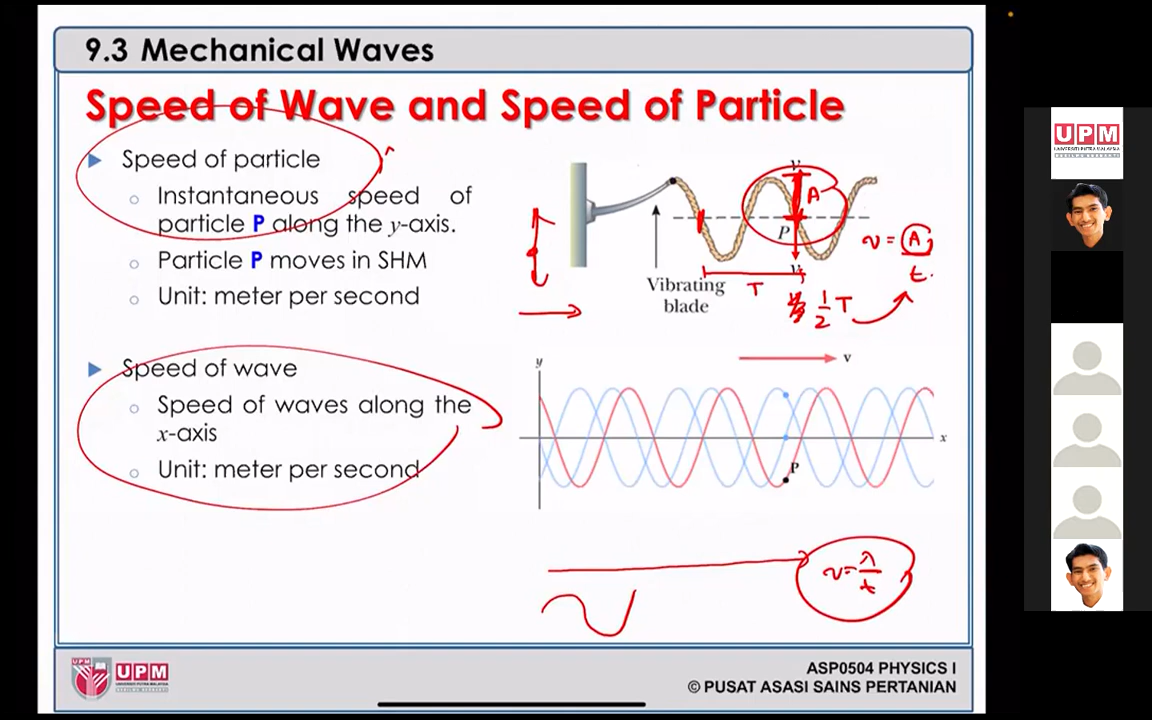 9.3 Mechanical Waves
Speed of Wave and Speed of Particle
Speed of particle
Instantaneous speed of
particle P along the y-axis.
Particle P moves in SHM
Unit: meter per second
Speed of wave
Speed of waves along the
x-axis
Unit: meter per second
A
P
Vibrating
blade
T
1/2 T
v = A
t
y
v
x
P
v = λ/t
UPM
UPM
ASP0504 PHYSICS I
© PUSAT ASASI SAINS PERTANIAN
UPM